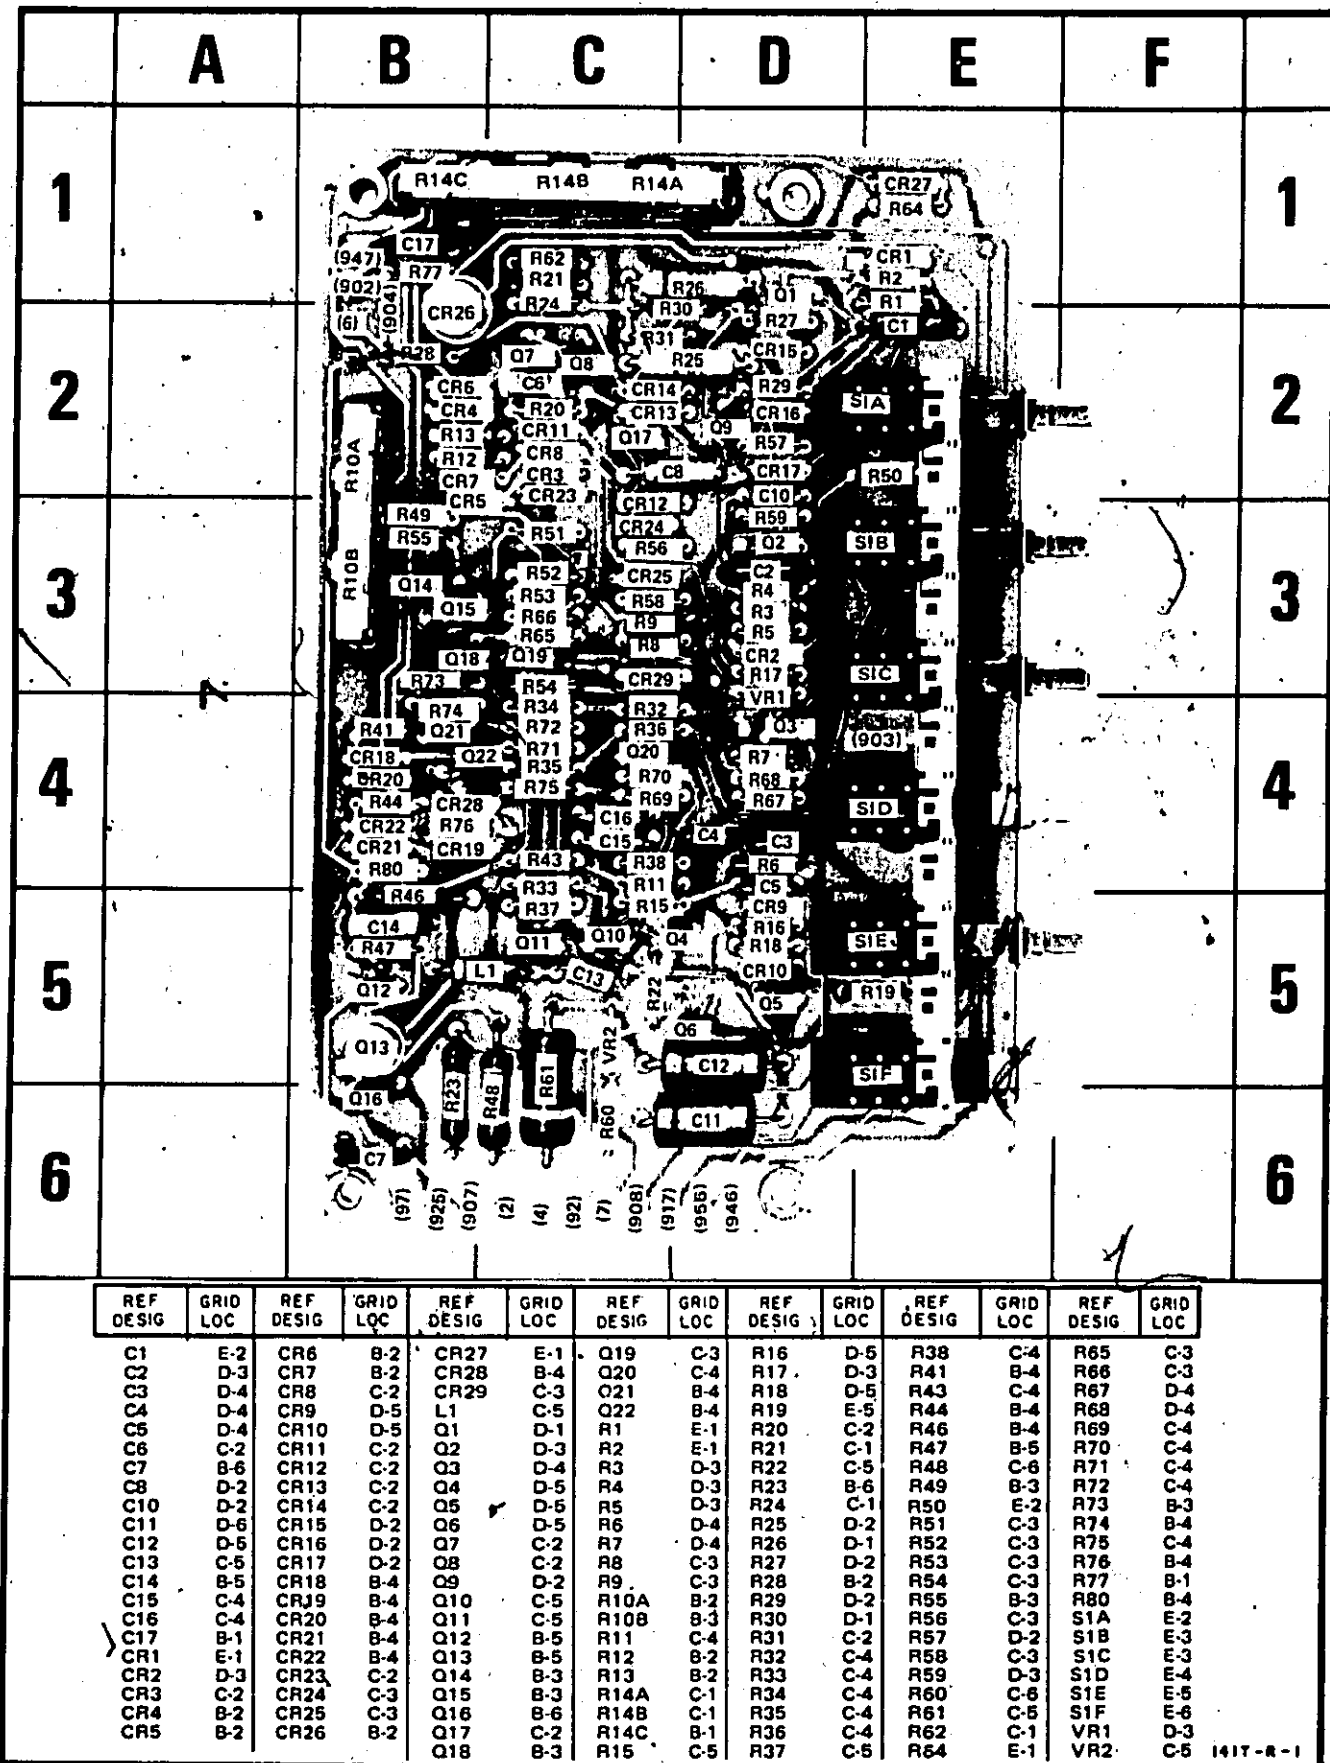 A B C D E F
1 R14C R14B R14A CR27 1
R64
C17
(947) R62 CR1
R77 R21 R26 R2
(902) Q1
(904) R24 R30 R1
(6) CR26 R27 C1
R31
R28 Q7 Q8 R25 CR15
2 CR6 C6 CR14 R29 S1A 2
CR4 R20 CR13 CR16
R13 CR11 Q17 Q9 R57
R12 CR8
R10A CR7 CR3 C8 CR17 R50
CR5 CR23 CR12 C10
R49 CR24 R59
R55 R51 R56 Q2 S1B
R10B Q14 R52 CR25 C2
3 Q15 R53 R58 R4 3
R66 R9 R3
R65 R8 R5
Q18 Q19 CR2
R73 R54 CR29 R17 S1C
R74 R34 R32 VR1
R41 Q21 R72 R36 Q3 (903)
CR18 Q22 R71 Q20 R7
4 CR20 R35 R70 R68 4
R44 CR28 R75 R69 R67 S1D
CR22 R76 C16
CR21 CR19 C15 C4 C3
R80 R43 R38 R6
R46 R33 R11 C5
C14 R37 R15 CR9
R47 Q11 Q10 Q4 R16 S1E
R18
5 Q12 L1 C13 R22 CR10 R19 5
Q6 Q5
Q13 VR2 C12 S1F
Q16 R23 R48 R61 R60 C11
6 C7 6
(97) (925) (907) (2) (4) (92) (7) (908) (917) (956) (946)
REF DESIG GRID LOC REF DESIG GRID LOC REF DESIG GRID LOC REF DESIG GRID LOC REF DESIG GRID LOC REF DESIG GRID LOC REF DESIG GRID LOC
C1 E-2 CR6 B-2 CR27 E-1 Q19 C-3 R16 D-5 R38 C-4 R65 C-3
C2 D-3 CR7 B-2 CR28 B-4 Q20 C-4 R17 D-3 R41 B-4 R66 C-3
C3 D-4 CR8 C-2 CR29 C-3 Q21 B-4 R18 D-5 R43 C-4 R67 D-4
C4 D-4 CR9 D-5 L1 C-5 Q22 B-4 R19 E-5 R44 B-4 R68 D-4
C5 D-4 CR10 D-5 Q1 D-1 R1 E-1 R20 C-2 R46 B-4 R69 C-4
C6 C-2 CR11 C-2 Q2 D-3 R2 E-1 R21 C-1 R47 B-5 R70 C-4
C7 B-6 CR12 C-2 Q3 D-4 R3 D-3 R22 C-5 R48 C-6 R71 C-4
C8 D-2 CR13 C-2 Q4 D-5 R4 D-3 R23 B-6 R49 B-3 R72 C-4
C10 D-2 CR14 C-2 Q5 D-5 R5 D-3 R24 C-1 R50 E-2 R73 B-3
C11 D-6 CR15 D-2 Q6 D-5 R6 D-4 R25 D-2 R51 C-3 R74 B-4
C12 D-5 CR16 D-2 Q7 C-2 R7 D-4 R26 D-1 R52 C-3 R75 C-4
C13 C-5 CR17 D-2 Q8 C-2 R8 C-3 R27 D-2 R53 C-3 R76 B-4
C14 B-5 CR18 B-4 Q9 D-2 R9 C-3 R28 B-2 R54 C-3 R77 B-1
C15 C-4 CR19 B-4 Q10 C-5 R10A B-2 R29 D-2 R55 B-3 R80 B-4
C16 C-4 CR20 B-4 Q11 C-5 R10B B-3 R30 D-1 R56 C-3 S1A E-2
C17 B-1 CR21 B-4 Q12 B-5 R11 C-4 R31 C-2 R57 D-2 S1B E-3
CR1 E-1 CR22 B-4 Q13 B-5 R12 B-2 R32 C-4 R58 C-3 S1C E-3
CR2 D-3 CR23 C-2 Q14 B-3 R13 B-2 R33 C-4 R59 D-3 S1D E-4
CR3 C-2 CR24 C-3 Q15 B-3 R14A C-1 R34 C-4 R60 C-6 S1E E-5
CR4 B-2 CR25 C-3 Q16 B-6 R14B C-1 R35 C-4 R61 C-5 S1F E-6
CR5 B-2 CR26 B-2 Q17 C-2 R14C B-1 R36 C-4 R62 C-1 VR1 D-3
Q18 B-3 R15 C-5 R37 C-5 R64 E-1 VR2 C-5 1417-R-1